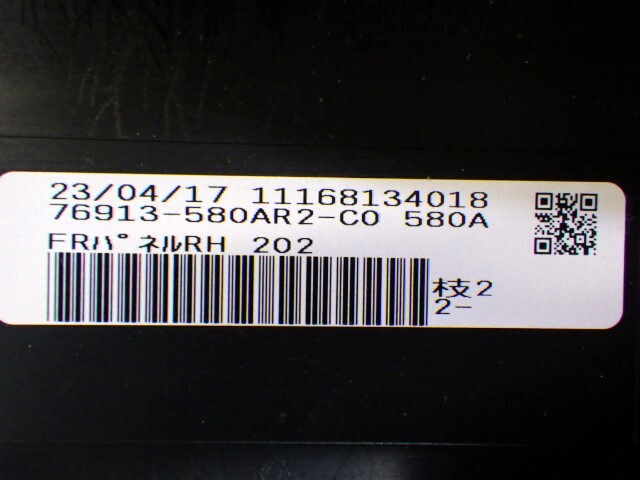 23/04/17 11168134018
76913-580AR2-C0 580A
FRﾊﾟﾈﾙRH 202
枝2
2-